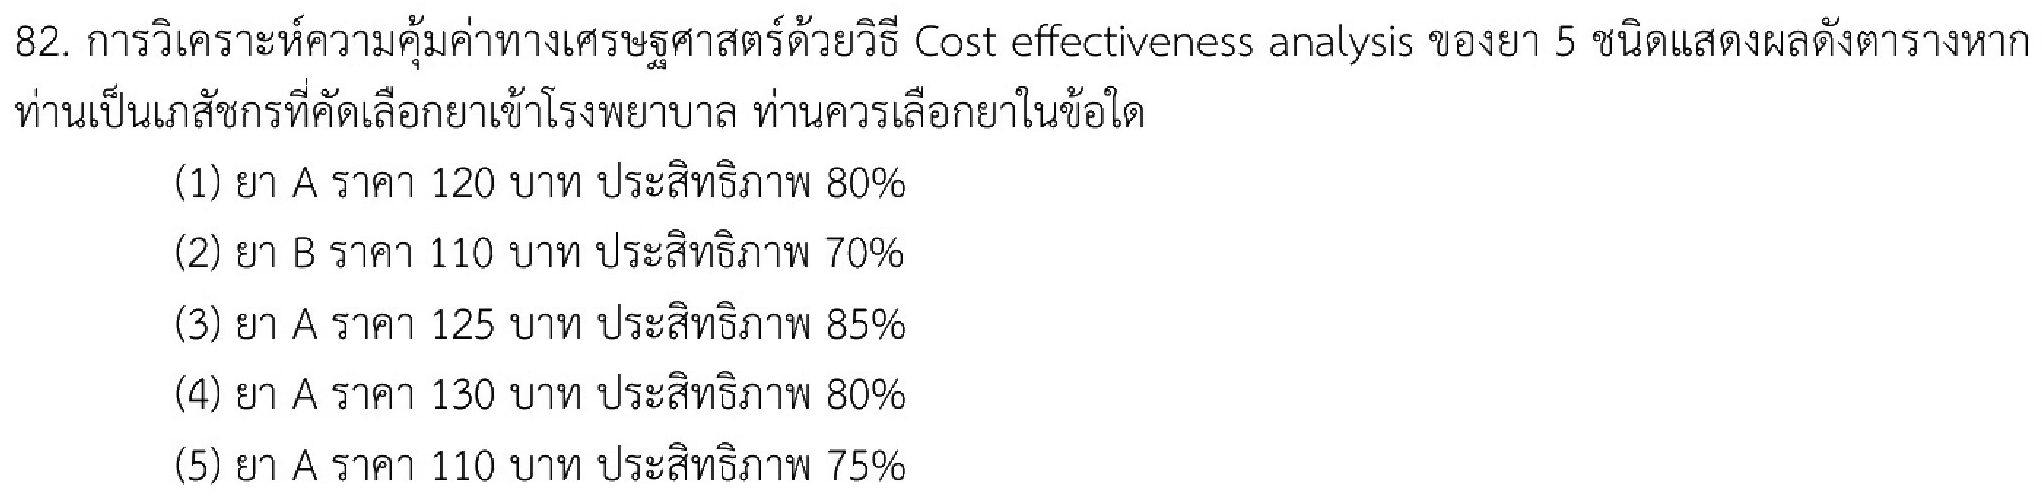 82. การวิเคราะห์ความคุ้มค่าทางเศรษฐศาสตร์ด้วยวิธี Cost effectiveness analysis ของยา 5 ชนิดแสดงผลดังตารางหาก
ท่านเป็นเภสัชกรที่คัดเลือกยาเข้าโรงพยาบาล ท่านควรเลือกยาในข้อใด
(1) ยา A ราคา 120 บาท ประสิทธิภาพ 80%
(2) ยา B ราคา 110 บาท ประสิทธิภาพ 70%
(3) ยา A ราคา 125 บาท ประสิทธิภาพ 85%
(4) ยา A ราคา 130 บาท ประสิทธิภาพ 80%
(5) ยา A ราคา 110 บาท ประสิทธิภาพ 75%